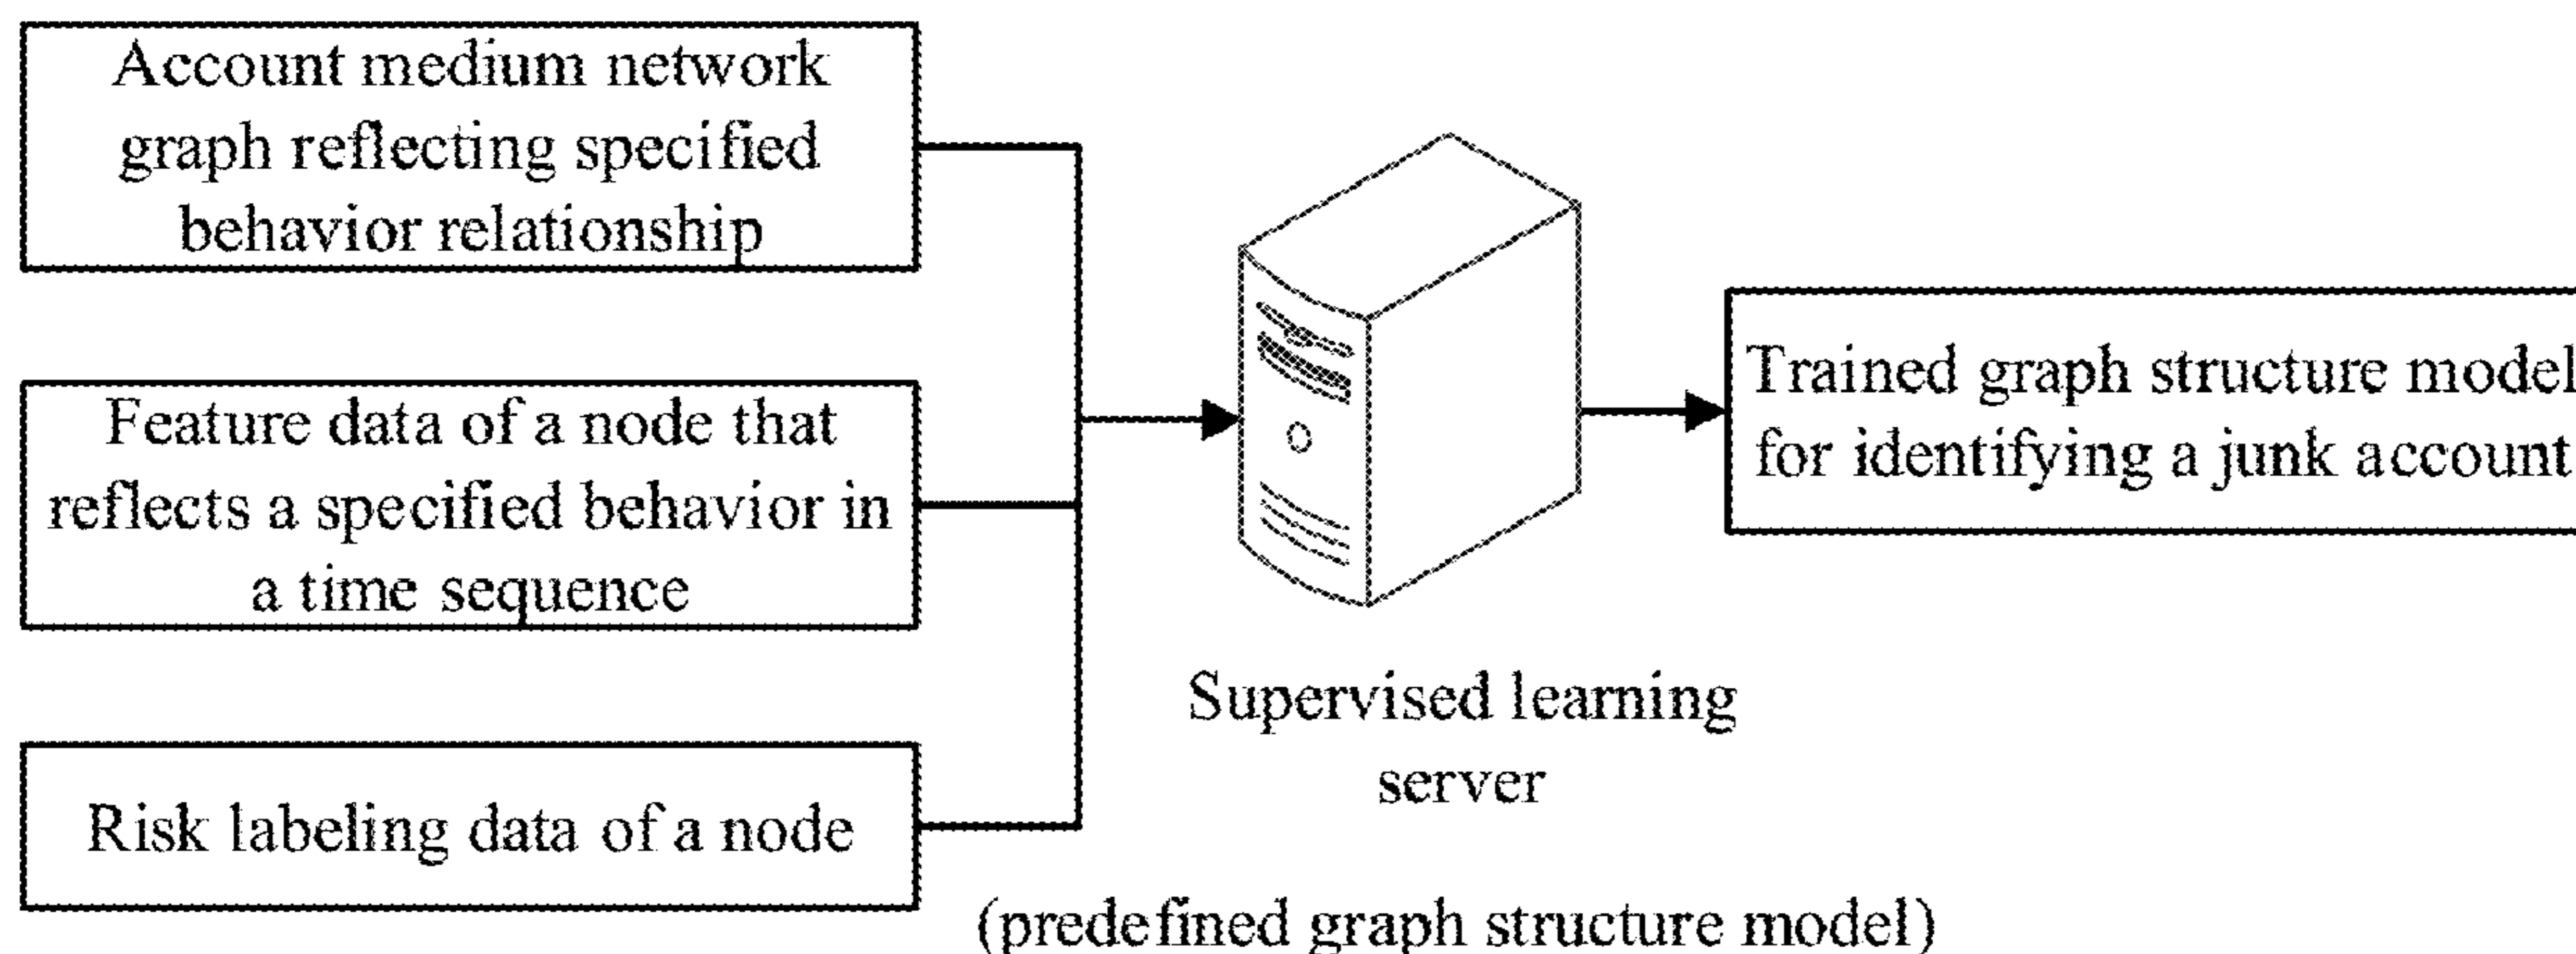 Account medium network
graph reflecting specified
behavior relationship
Feature data of a node that
reflects a specified behavior in
a time sequence
Risk labeling data of a node
Supervised learning
server
(predefined graph structure model)
Trained graph structure model
for identifying a junk account